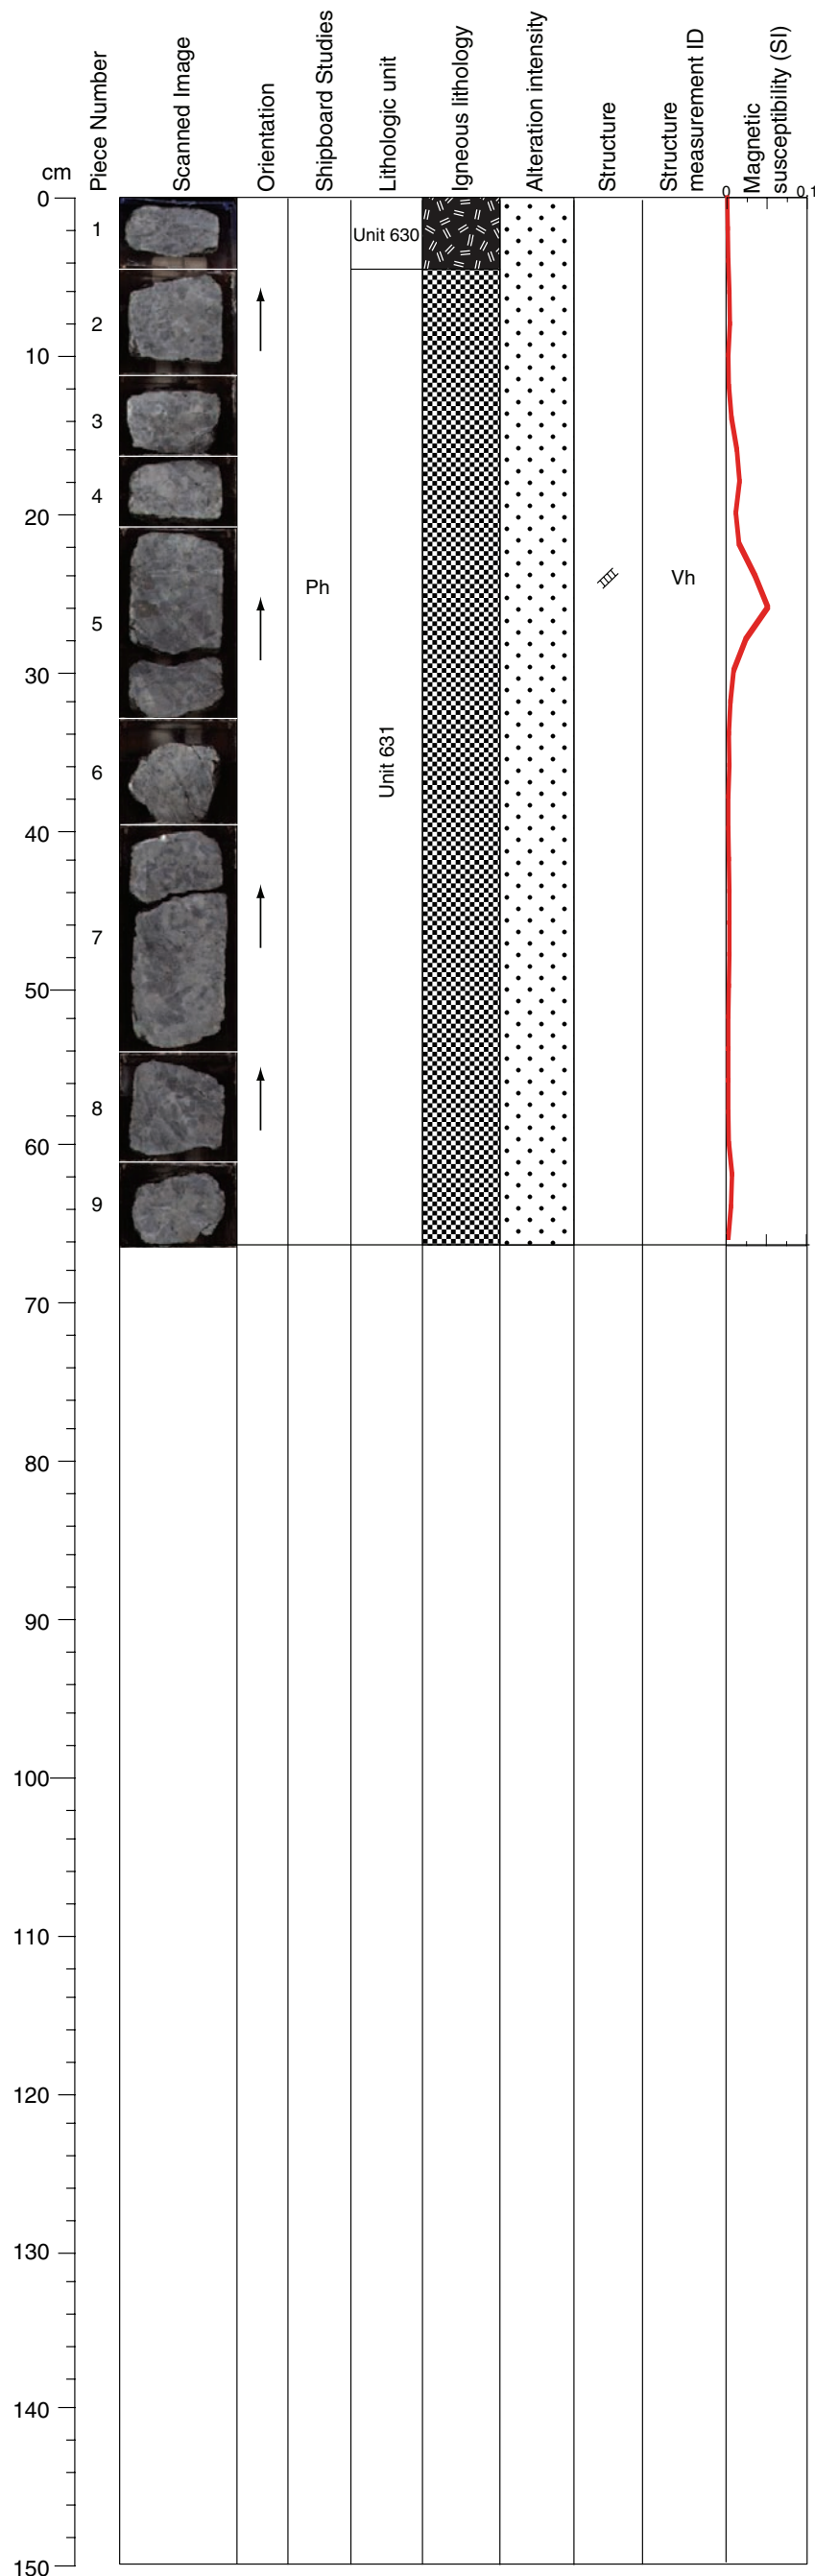 cm
Piece Number
Scanned Image
Orientation
Shipboard Studies
Lithologic unit
Igneous lithology
Alteration intensity
Structure
Structure
measurement ID
Magnetic
susceptibility (SI)
0 0.1
0
1
Unit 630
2
10
3
4
20
Ph
Vh
5
30
Unit 631
6
40
7
50
8
60
9
70
80
90
100
110
120
130
140
150